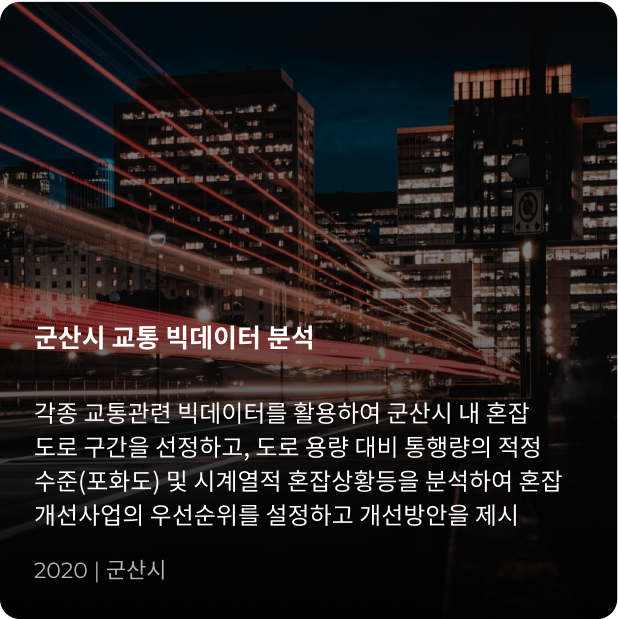 군산시 교통 빅데이터 분석
각종 교통관련 빅데이터를 활용하여 군산시 내 혼잡
도로 구간을 선정하고, 도로 용량 대비 통행량의 적정
수준(포화도) 및 시계열적 혼잡상황등을 분석하여 혼잡
개선사업의 우선순위를 설정하고 개선방안을 제시
2020 | 군산시